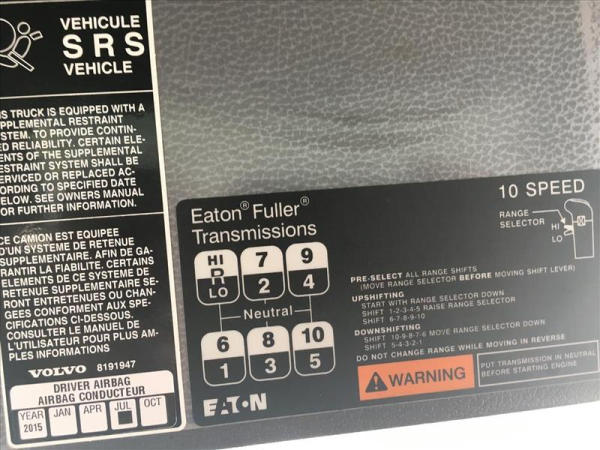 VEHICULE
SRS
VEHICLE
IS TRUCK IS EQUIPPED WITH A
PPLEMENTAL RESTRAINT
STEM. TO PROVIDE CONTIN-
ED RELIABILITY. CERTAIN ELE-
ENTS OF THE SUPPLEMENTAL
ESTRAINT SYSTEM SHALL BE
ERVICED OR REPLACED AC-
ORDING TO SPECIFIED DATE
ELOW. SEE OWNERS MANUAL
OR FURTHER INFORMATION.
CE CAMION EST EQUIPEE
D'UN SYSTEME DE RETENUE
SUPPLEMENTAIRE. AFIN DE GA-
RANTIR LA FIABILITE. CERTAINS
ELEMENTS DE CE SYSTEME DE
RETENUE SUPPLEMENTAIRE SE-
RONT ENTRETENUES OU CHAN-
GEES CONFORMENT AUX SPE-
CIFICATIONS CI-DESSOUS.
CONSULTER LE MANUEL DE
L'UTILISATEUR POUR PLUS AM-
PLES INFORMATIONS
VOLVO 8191947
DRIVER AIRBAG
AIRBAG CONDUCTEUR
YEAR 2015 JAN APR JUL OCT
Eaton® Fuller®
Transmissions
HI 7 9
R
LO 2 4
Neutral
6 8 10
1 3 5
EATON
10 SPEED
RANGE
SELECTOR
HI
LO
PRE-SELECT ALL RANGE SHIFTS
(MOVE RANGE SELECTOR BEFORE MOVING SHIFT LEVER)
UPSHIFTING
START WITH RANGE SELECTOR DOWN
SHIFT 1-2-3-4-5 RAISE RANGE SELECTOR
SHIFT 6-7-8-9-10
DOWNSHIFTING
SHIFT 10-9-8-7-6 MOVE RANGE SELECTOR DOWN
SHIFT 5-4-3-2-1
DO NOT CHANGE RANGE WHILE MOVING IN REVERSE
WARNING
PUT TRANSMISSION IN NEUTRAL
BEFORE STARTING ENGINE